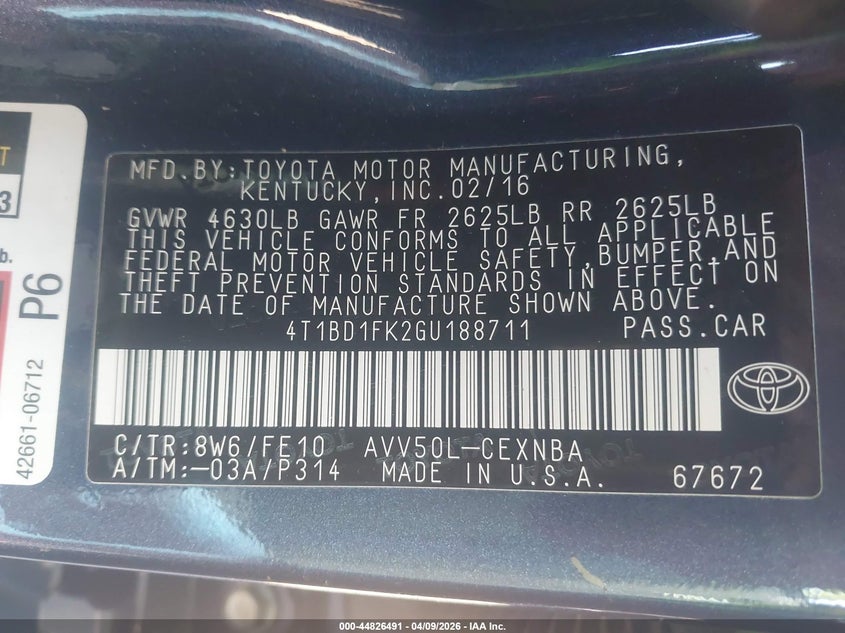 T
3
b.
P6
42661-06712
MFD.BY:TOYOTA MOTOR MANUFACTURING,
KENTUCKY,INC.02/16
GVWR 4630LB GAWR FR 2625LB RR 2625LB
THIS VEHICLE CONFORMS TO ALL APPLICABLE
FEDERAL MOTOR VEHICLE SAFETY,BUMPER,AND
THEFT PREVENTION STANDARDS IN EFFECT ON
THE DATE OF MANUFACTURE SHOWN ABOVE.
4T1BD1FK2GU188711 PASS.CAR
C/TR:8W6/FE10 AVV50L-CEXNBA
A/TM:-03A/P314 MADE IN U.S.A. 67672
000-44826491 - 04/09/2026 - IAA Inc.